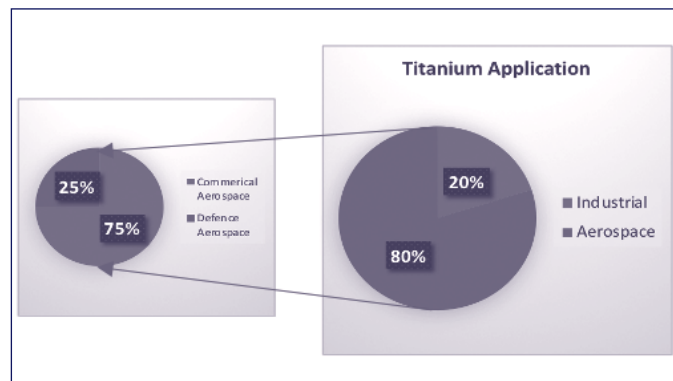 Titanium Application
25%
75%
Commerical
Aerospace
Defence
Aerospace
20%
80%
Industrial
Aerospace